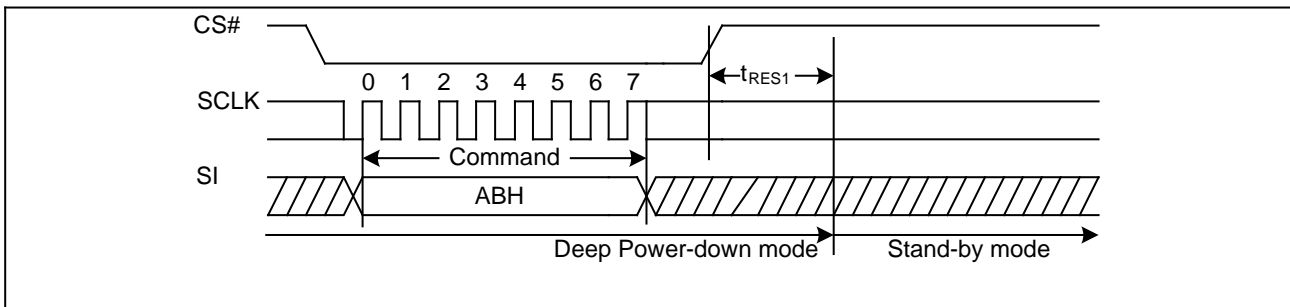 CS#
tRES1
0 1 2 3 4 5 6 7
SCLK
Command
SI
ABH
Deep Power-down mode Stand-by mode